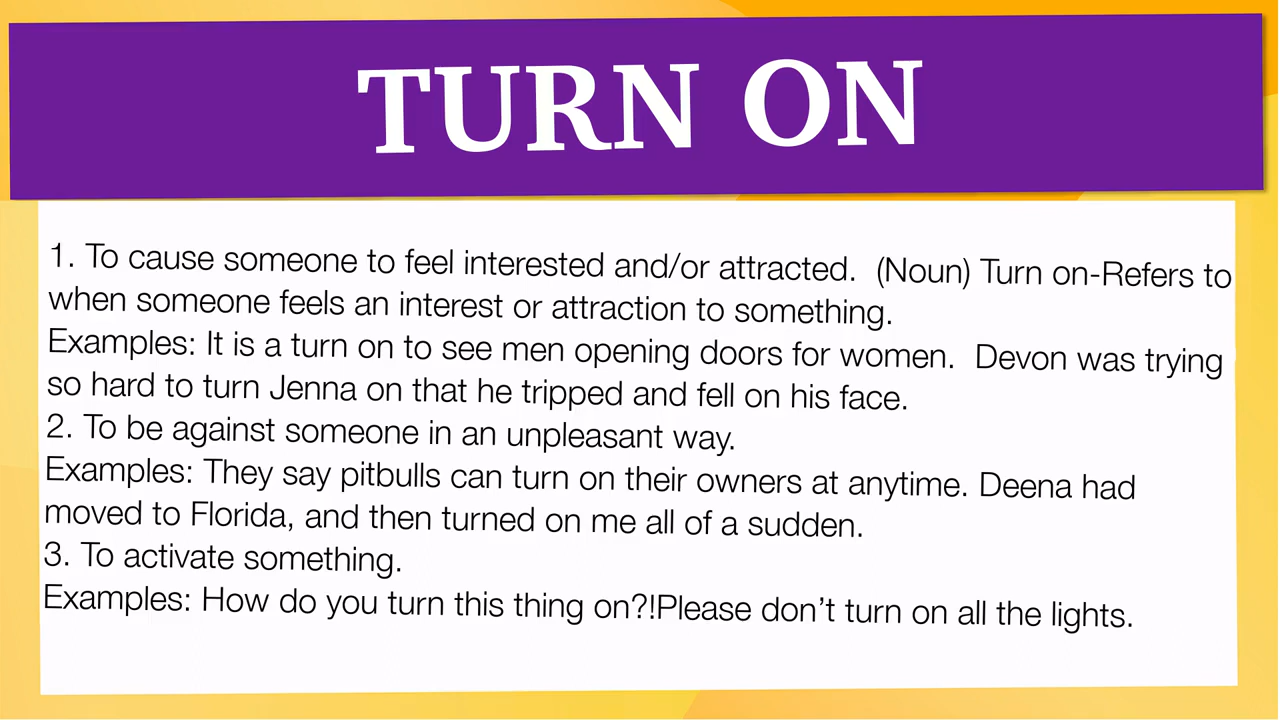 TURN ON
1. To cause someone to feel interested and/or attracted.  (Noun) Turn on-Refers to
when someone feels an interest or attraction to something.
Examples: It is a turn on to see men opening doors for women.  Devon was trying
so hard to turn Jenna on that he tripped and fell on his face.
2. To be against someone in an unpleasant way.
Examples: They say pitbulls can turn on their owners at anytime. Deena had
moved to Florida, and then turned on me all of a sudden.
3. To activate something.
Examples: How do you turn this thing on?!Please don’t turn on all the lights.